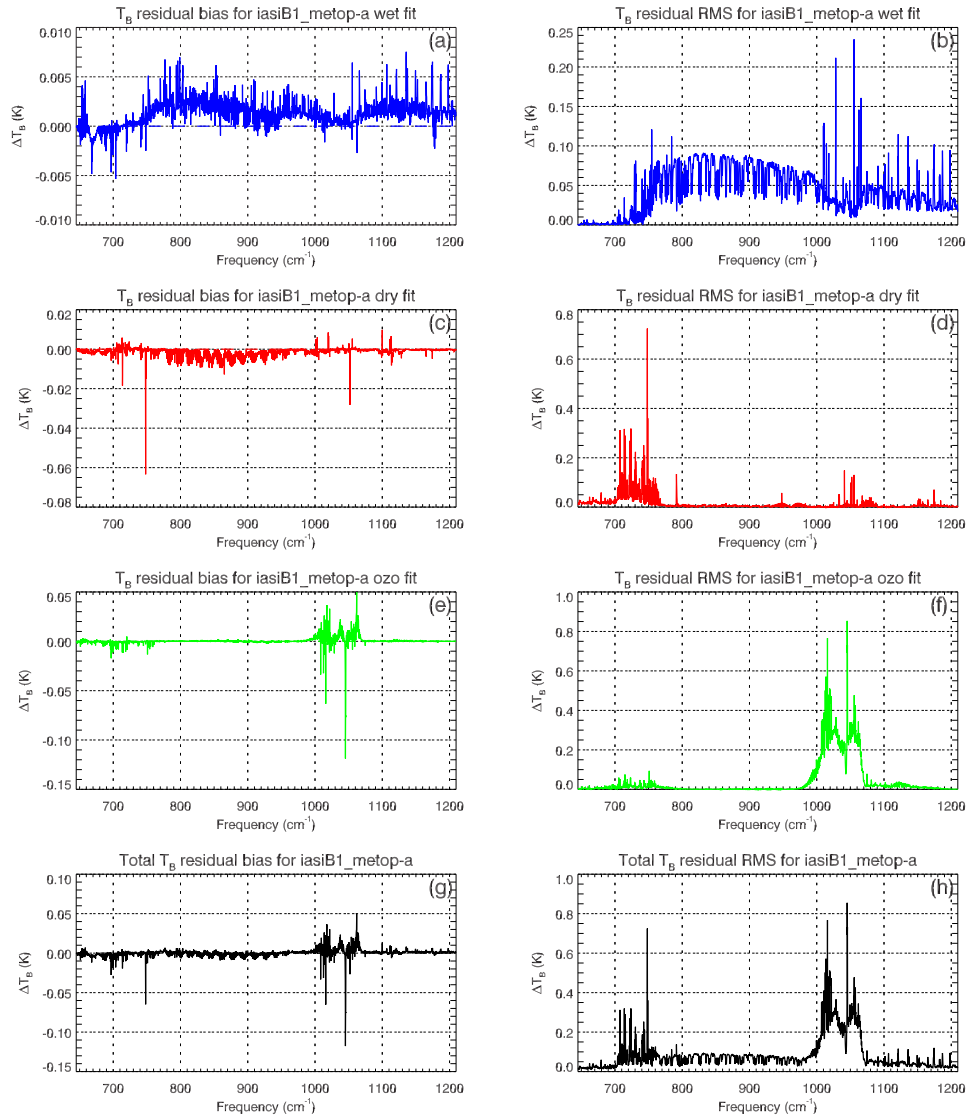 T_B residual bias for iasiB1_metop-a wet fit
(a)
0.010
0.005
0.000
-0.005
-0.010
ΔT_B (K)
700 800 900 1000 1100 1200
Frequency (cm⁻¹)
T_B residual RMS for iasiB1_metop-a wet fit
(b)
0.25
0.20
0.15
0.10
0.05
0.00
ΔT_B (K)
700 800 900 1000 1100 1200
Frequency (cm⁻¹)
T_B residual bias for iasiB1_metop-a dry fit
(c)
0.02
0.00
-0.02
-0.04
-0.06
-0.08
ΔT_B (K)
700 800 900 1000 1100 1200
Frequency (cm⁻¹)
T_B residual RMS for iasiB1_metop-a dry fit
(d)
0.8
0.6
0.4
0.2
0.0
ΔT_B (K)
700 800 900 1000 1100 1200
Frequency (cm⁻¹)
T_B residual bias for iasiB1_metop-a ozo fit
(e)
0.05
0.00
-0.05
-0.10
-0.15
ΔT_B (K)
700 800 900 1000 1100 1200
Frequency (cm⁻¹)
T_B residual RMS for iasiB1_metop-a ozo fit
(f)
1.0
0.8
0.6
0.4
0.2
0.0
ΔT_B (K)
700 800 900 1000 1100 1200
Frequency (cm⁻¹)
Total T_B residual bias for iasiB1_metop-a
(g)
0.10
0.05
0.00
-0.05
-0.10
-0.15
ΔT_B (K)
700 800 900 1000 1100 1200
Frequency (cm⁻¹)
Total T_B residual RMS for iasiB1_metop-a
(h)
1.0
0.8
0.6
0.4
0.2
0.0
ΔT_B (K)
700 800 900 1000 1100 1200
Frequency (cm⁻¹)